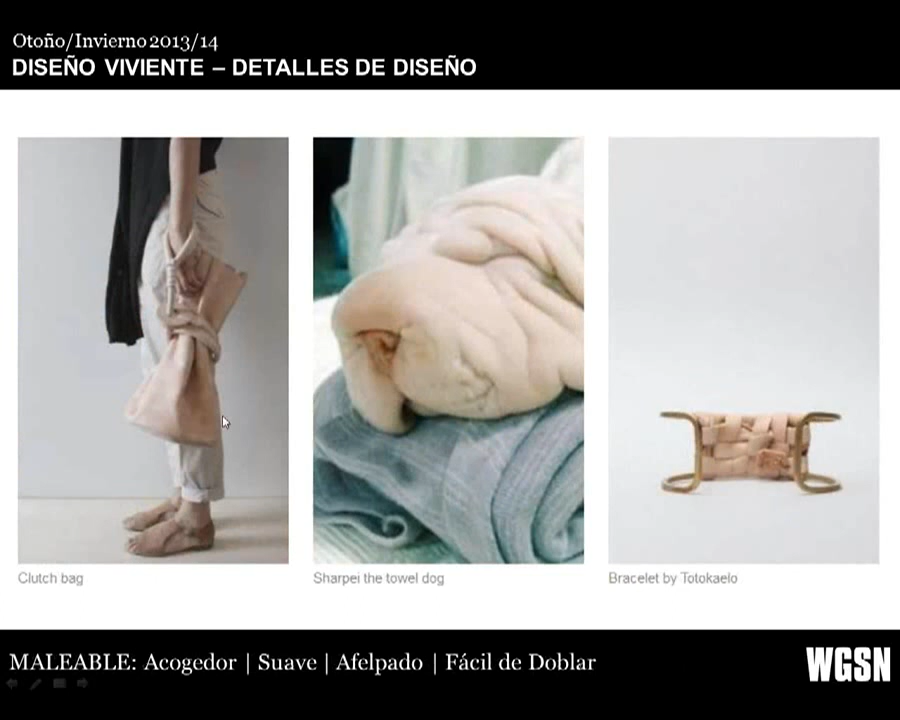 Otoño/Invierno 2013/14
DISEÑO VIVIENTE – DETALLES DE DISEÑO
Clutch bag
Sharpei the towel dog
Bracelet by Totokaelo
MALEABLE: Acogedor | Suave | Afelpado | Fácil de Doblar
WGSN